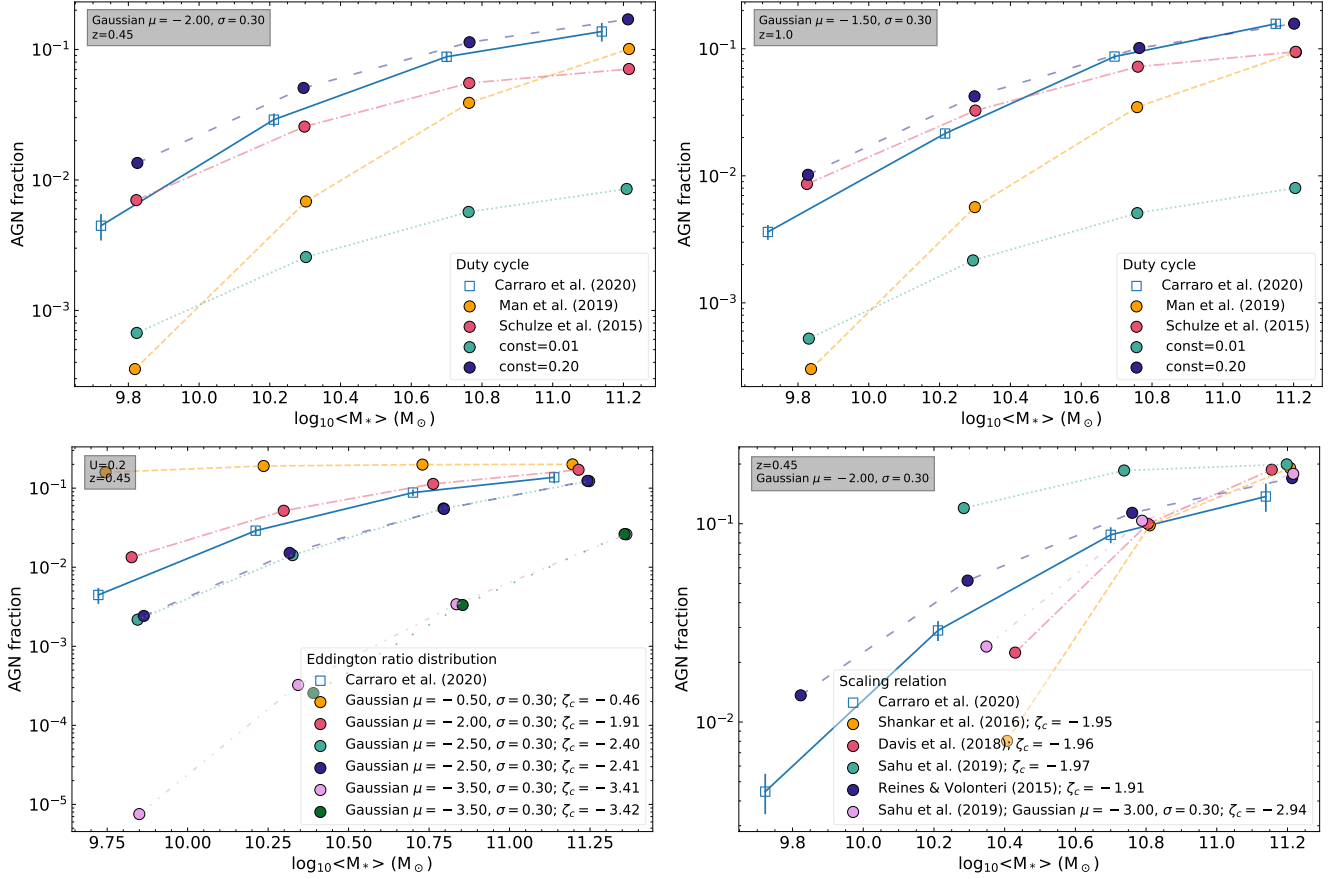 Gaussian μ = −2.00, σ = 0.30
z=0.45
AGN fraction
10⁻¹
10⁻²
10⁻³
Duty cycle
Carraro et al. (2020)
Man et al. (2019)
Schulze et al. (2015)
const=0.01
const=0.20
9.8 10.0 10.2 10.4 10.6 10.8 11.0 11.2
log₁₀<M*> (M⊙)
Gaussian μ = −1.50, σ = 0.30
z=1.0
AGN fraction
10⁻¹
10⁻²
10⁻³
Duty cycle
Carraro et al. (2020)
Man et al. (2019)
Schulze et al. (2015)
const=0.01
const=0.20
9.8 10.0 10.2 10.4 10.6 10.8 11.0 11.2
log₁₀<M*> (M⊙)
U=0.2
z=0.45
AGN fraction
10⁻¹
10⁻²
10⁻³
10⁻⁴
10⁻⁵
Eddington ratio distribution
Carraro et al. (2020)
Gaussian μ = −0.50, σ = 0.30; ζc = −0.46
Gaussian μ = −2.00, σ = 0.30; ζc = −1.91
Gaussian μ = −2.50, σ = 0.30; ζc = −2.40
Gaussian μ = −2.50, σ = 0.30; ζc = −2.41
Gaussian μ = −3.50, σ = 0.30; ζc = −3.41
Gaussian μ = −3.50, σ = 0.30; ζc = −3.42
9.75 10.00 10.25 10.50 10.75 11.00 11.25
log₁₀<M*> (M⊙)
z=0.45
Gaussian μ = −2.00, σ = 0.30
AGN fraction
10⁻¹
10⁻²
Scaling relation
Carraro et al. (2020)
Shankar et al. (2016); ζc = −1.95
Davis et al. (2018); ζc = −1.96
Sahu et al. (2019); ζc = −1.97
Reines & Volonteri (2015); ζc = −1.91
Sahu et al. (2019); Gaussian μ = −3.00, σ = 0.30; ζc = −2.94
9.8 10.0 10.2 10.4 10.6 10.8 11.0 11.2
log₁₀<M*> (M⊙)